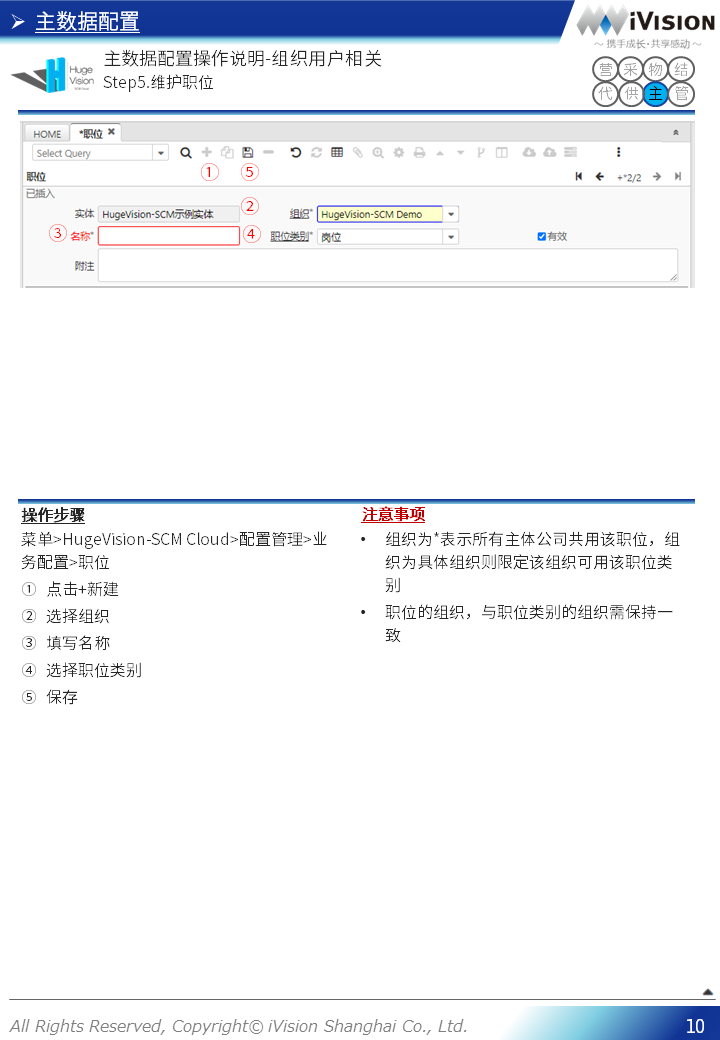 ➢ 主数据配置
iVISION
～ 携手成长·共享感动 ～
Huge
Vision
主数据配置操作说明-组织用户相关
Step5.维护职位
营 采 物 结
代 供 主 管
HOME *职位 ×
Select Query
① ⑤
职位 +*2/2
已插入
实体 HugeVision-SCM示例实体 ② 组织* HugeVision-SCM Demo
③ 名称* ④ 职位类别* 岗位 有效
附注
操作步骤
菜单>HugeVision-SCM Cloud>配置管理>业
务配置>职位
① 点击+新建
② 选择组织
③ 填写名称
④ 选择职位类别
⑤ 保存
注意事项
• 组织为*表示所有主体公司共用该职位，组
织为具体组织则限定该组织可用该职位类
别
• 职位的组织，与职位类别的组织需保持一
致
All Rights Reserved, Copyright© iVision Shanghai Co., Ltd.
10